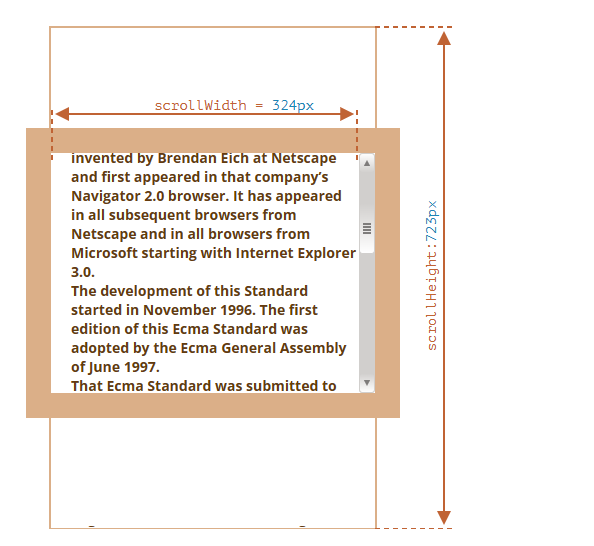 scrollWidth = 324px
invented by Brendan Eich at Netscape
and first appeared in that company’s
Navigator 2.0 browser. It has appeared
in all subsequent browsers from
Netscape and in all browsers from
Microsoft starting with Internet Explorer
3.0.
The development of this Standard
started in November 1996. The first
edition of this Ecma Standard was
adopted by the Ecma General Assembly
of June 1997.
That Ecma Standard was submitted to
scrollHeight:723px